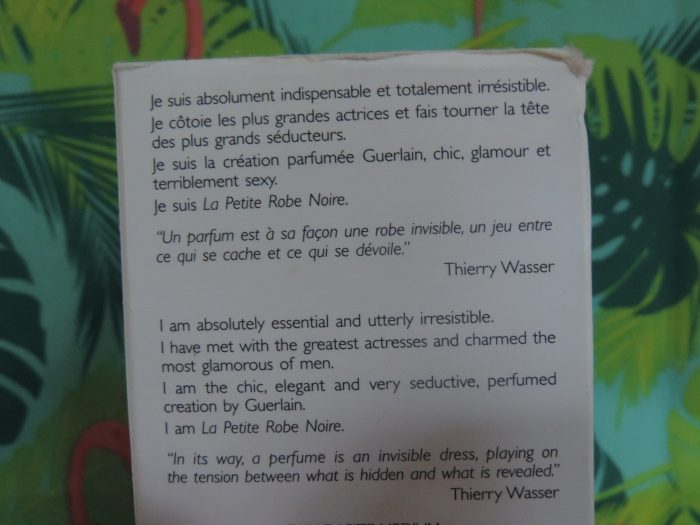 Je suis absolument indispensable et totalement irrésistible.
Je côtoie les plus grandes actrices et fais tourner la tête
des plus grands séducteurs.
Je suis la création parfumée Guerlain, chic, glamour et
terriblement sexy.
Je suis La Petite Robe Noire.
"Un parfum est à sa façon une robe invisible, un jeu entre
ce qui se cache et ce qui se dévoile."
Thierry Wasser
I am absolutely essential and utterly irresistible.
I have met with the greatest actresses and charmed the
most glamorous of men.
I am the chic, elegant and very seductive, perfumed
creation by Guerlain.
I am La Petite Robe Noire.
"In its way, a perfume is an invisible dress, playing on
the tension between what is hidden and what is revealed."
Thierry Wasser